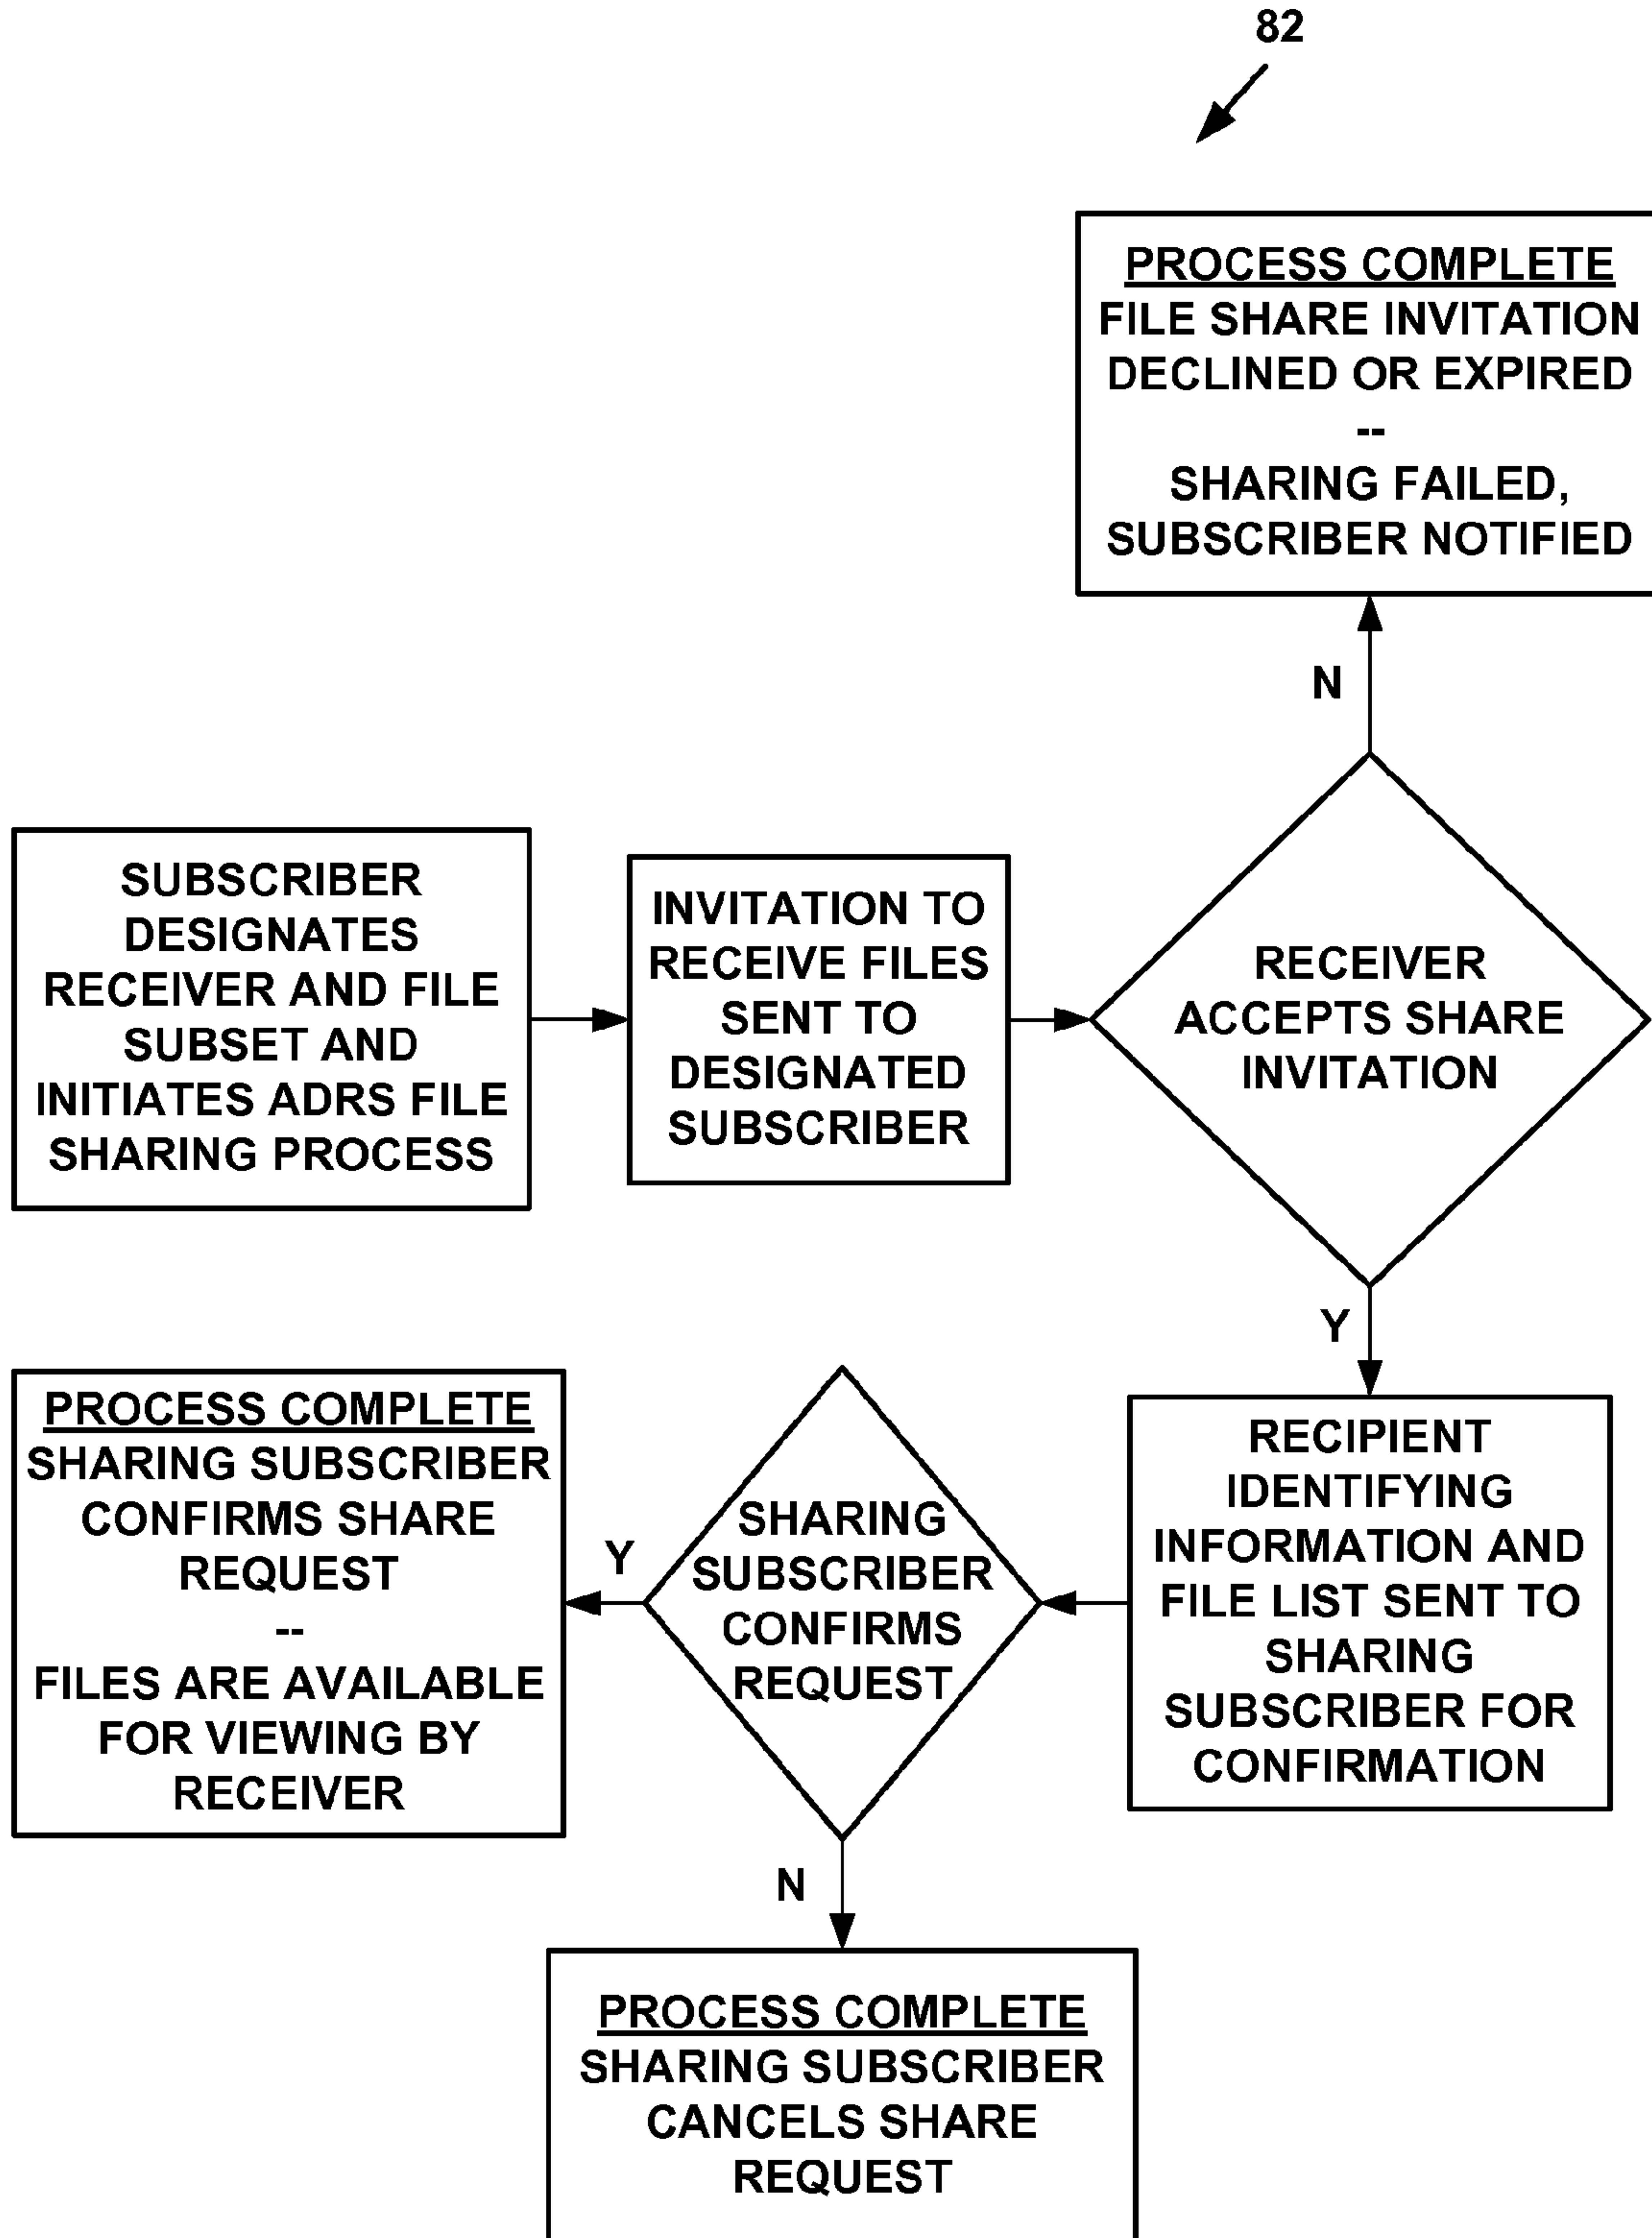 82
PROCESS COMPLETE
FILE SHARE INVITATION
DECLINED OR EXPIRED
--
SHARING FAILED,
SUBSCRIBER NOTIFIED
N
SUBSCRIBER
DESIGNATES
RECEIVER AND FILE
SUBSET AND
INITIATES ADRS FILE
SHARING PROCESS
INVITATION TO
RECEIVE FILES
SENT TO
DESIGNATED
SUBSCRIBER
RECEIVER
ACCEPTS SHARE
INVITATION
Y
RECIPIENT
IDENTIFYING
INFORMATION AND
FILE LIST SENT TO
SHARING
SUBSCRIBER FOR
CONFIRMATION
SHARING
SUBSCRIBER
CONFIRMS
REQUEST
Y
PROCESS COMPLETE
SHARING SUBSCRIBER
CONFIRMS SHARE
REQUEST
--
FILES ARE AVAILABLE
FOR VIEWING BY
RECEIVER
N
PROCESS COMPLETE
SHARING SUBSCRIBER
CANCELS SHARE
REQUEST